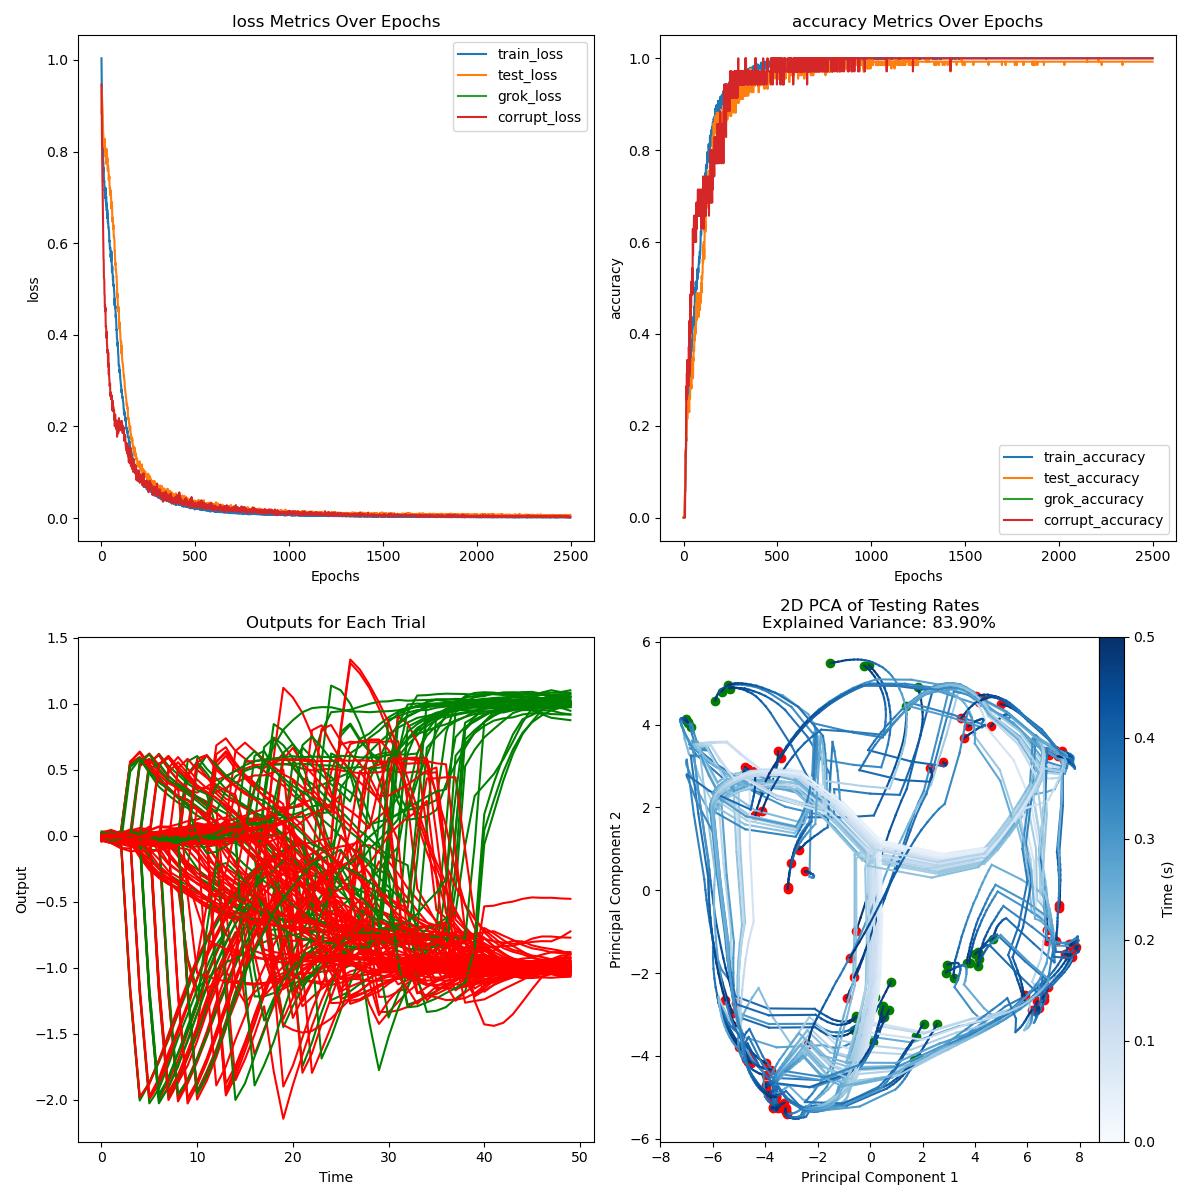 loss Metrics Over Epochs
1.0
0.8
0.6
0.4
0.2
0.0
loss
0
500
1000
1500
2000
2500
Epochs
train_loss
test_loss
grok_loss
corrupt_loss
accuracy Metrics Over Epochs
1.0
0.8
0.6
0.4
0.2
0.0
accuracy
0
500
1000
1500
2000
2500
Epochs
train_accuracy
test_accuracy
grok_accuracy
corrupt_accuracy
Outputs for Each Trial
1.5
1.0
0.5
0.0
−0.5
−1.0
−1.5
−2.0
Output
0
10
20
30
40
50
Time
2D PCA of Testing Rates
Explained Variance: 83.90%
6
4
2
0
−2
−4
−6
Principal Component 2
−8
−6
−4
−2
0
2
4
6
8
Principal Component 1
0.5
0.4
0.3
0.2
0.1
0.0
Time (s)